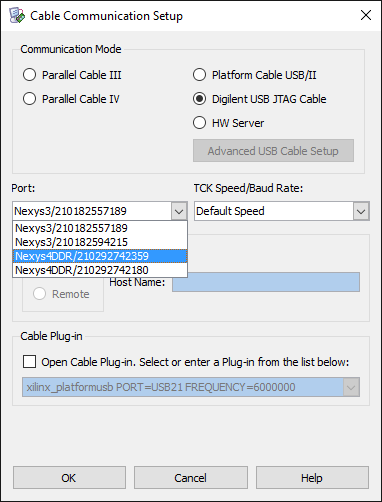 Cable Communication Setup
Communication Mode
Parallel Cable III
Platform Cable USB/II
Parallel Cable IV
Digilent USB JTAG Cable
HW Server
Advanced USB Cable Setup
Port:
TCK Speed/Baud Rate:
Nexys3/210182557189
Default Speed
Nexys3/210182557189
Nexys3/210182594215
Nexys4DDR/210292742359
Nexys4DDR/210292742180
Host Name:
Remote
Cable Plug-in
Open Cable Plug-in. Select or enter a Plug-in from the list below:
xilinx_platformusb PORT=USB21 FREQUENCY=6000000
OK
Cancel
Help